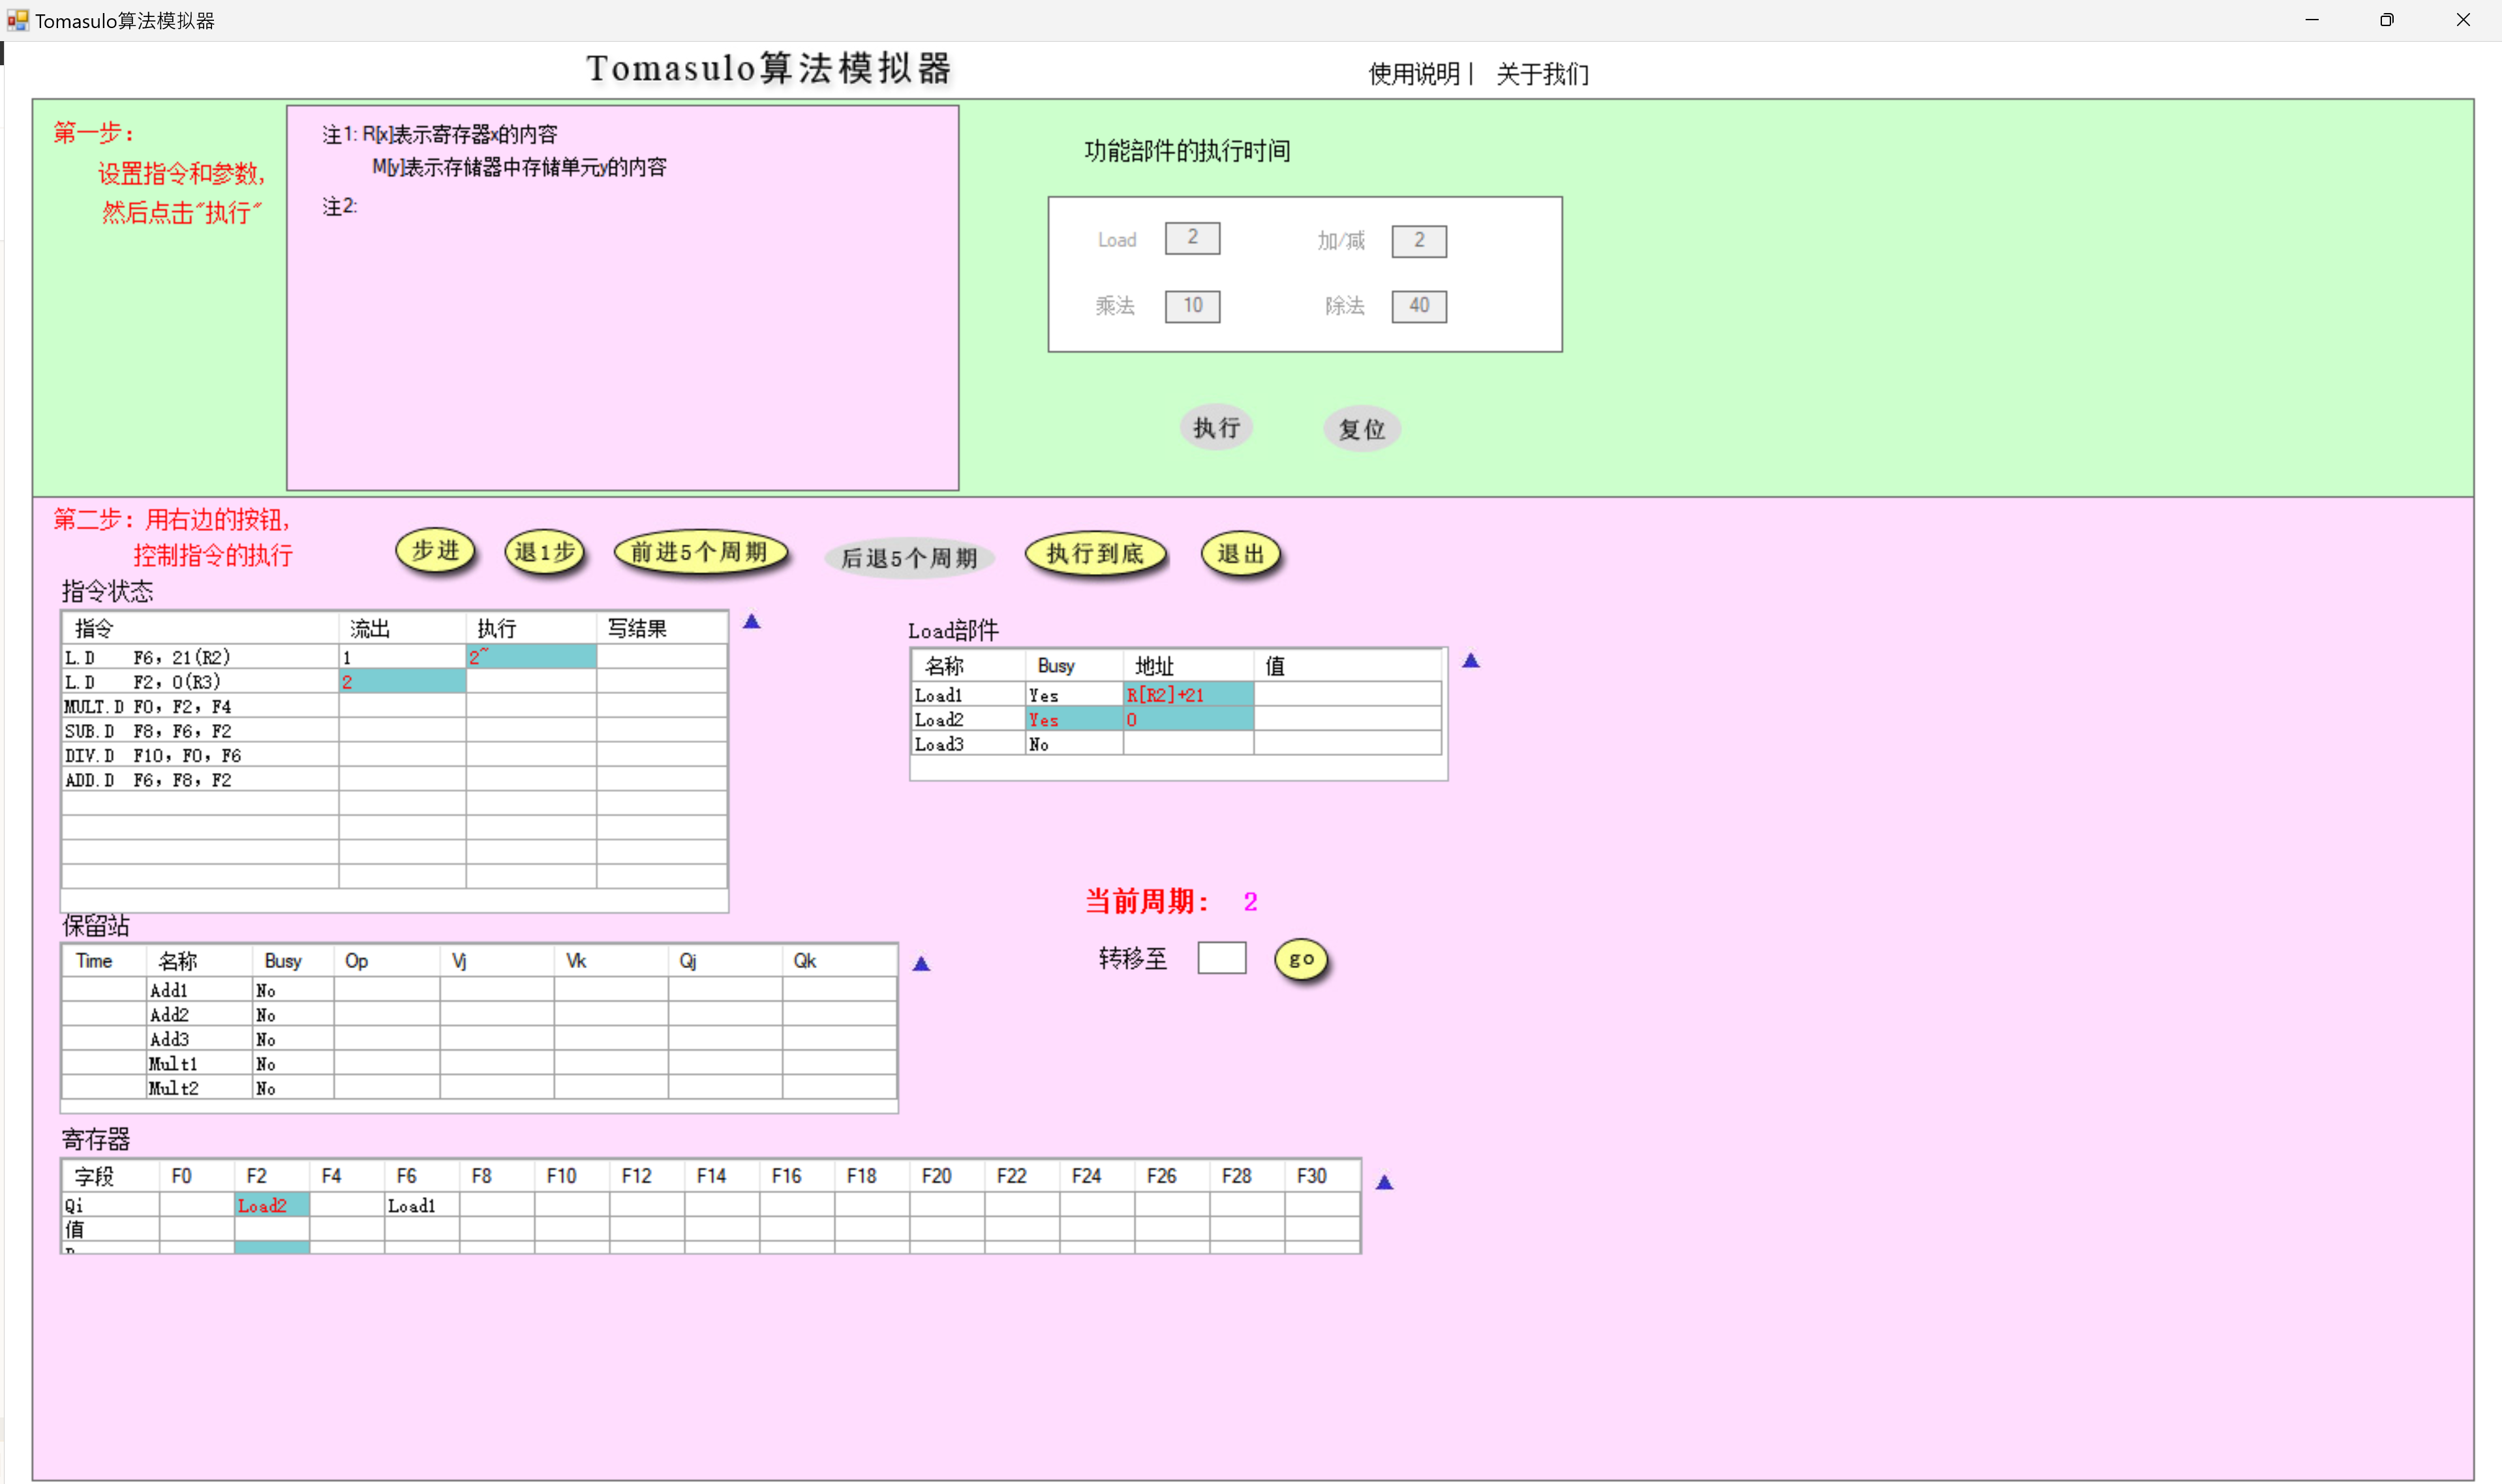 Tomasulo算法模拟器
Tomasulo算法模拟器
使用说明 | 关于我们
第一步：
设置指令和参数,
然后点击"执行"
注1: R[x]表示寄存器x的内容
M[y]表示存储器中存储单元y的内容
注2:
功能部件的执行时间
Load 2 加/减 2
乘法 10 除法 40
执行 复位
第二步：用右边的按钮,
控制指令的执行
步进 退1步 前进5个周期 后退5个周期 执行到底 退出
指令状态
指令 流出 执行 写结果
L.D F6, 21(R2) 1 2~
L.D F2, 0(R3) 2
MULT.D F0, F2, F4
SUB.D F8, F6, F2
DIV.D F10, F0, F6
ADD.D F6, F8, F2
Load部件
名称 Busy 地址 值
Load1 Yes R[R2]+21
Load2 Yes 0
Load3 No
当前周期： 2
转移至 go
保留站
Time 名称 Busy Op Vj Vk Qj Qk
Add1 No
Add2 No
Add3 No
Mult1 No
Mult2 No
寄存器
字段 F0 F2 F4 F6 F8 F10 F12 F14 F16 F18 F20 F22 F24 F26 F28 F30
Qi Load2 Load1
值